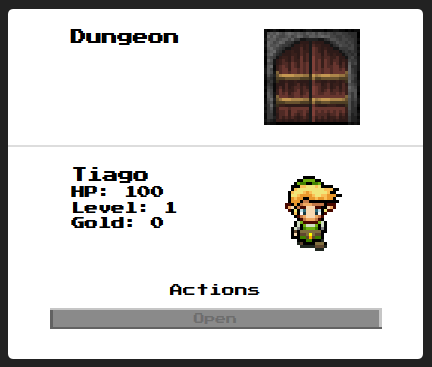 Dungeon
Tiago
HP: 100
Level: 1
Gold: 0
Actions
Open